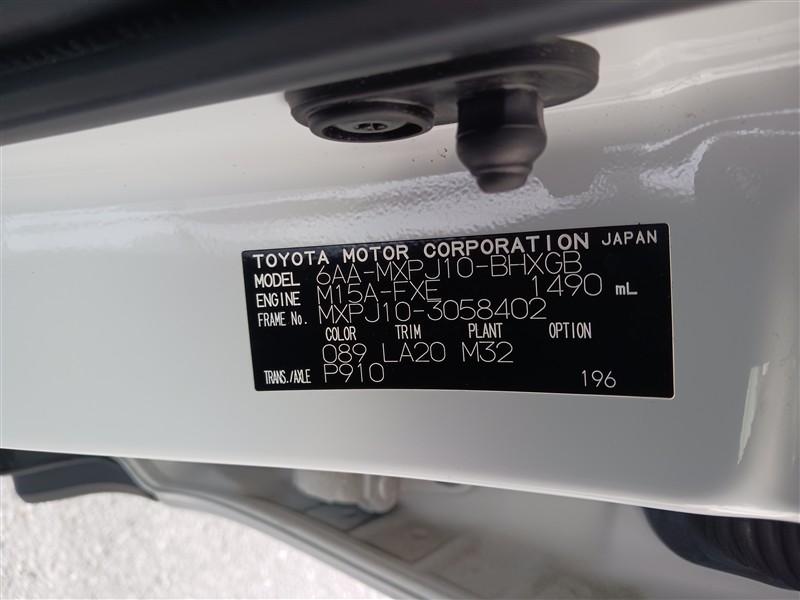 TOYOTA MOTOR CORPORATION JAPAN
MODEL 6AA-MXPJ10-BHXGB
ENGINE M15A-FXE 1490 mL
FRAME No. MXPJ10-3058402
COLOR TRIM PLANT OPTION
089 LA20 M32
TRANS./AXLE P910 196